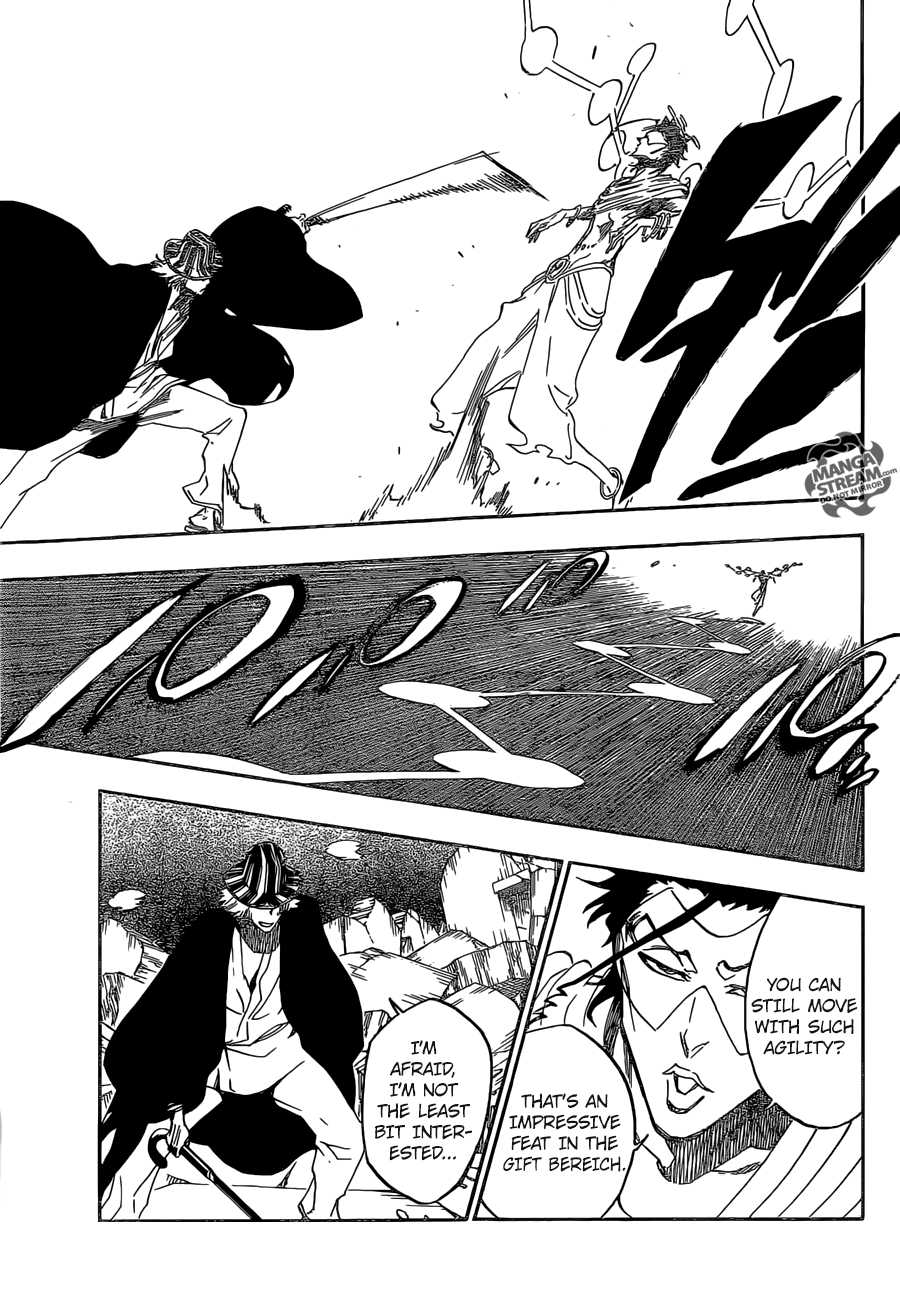 MANGA
STREAM.com
DO NOT MIRROR
YOU CAN
STILL MOVE
WITH SUCH
AGILITY?
THAT'S AN
IMPRESSIVE
FEAT IN THE
GIFT BEREICH.
I'M
AFRAID,
I'M NOT
THE LEAST
BIT INTER-
ESTED...